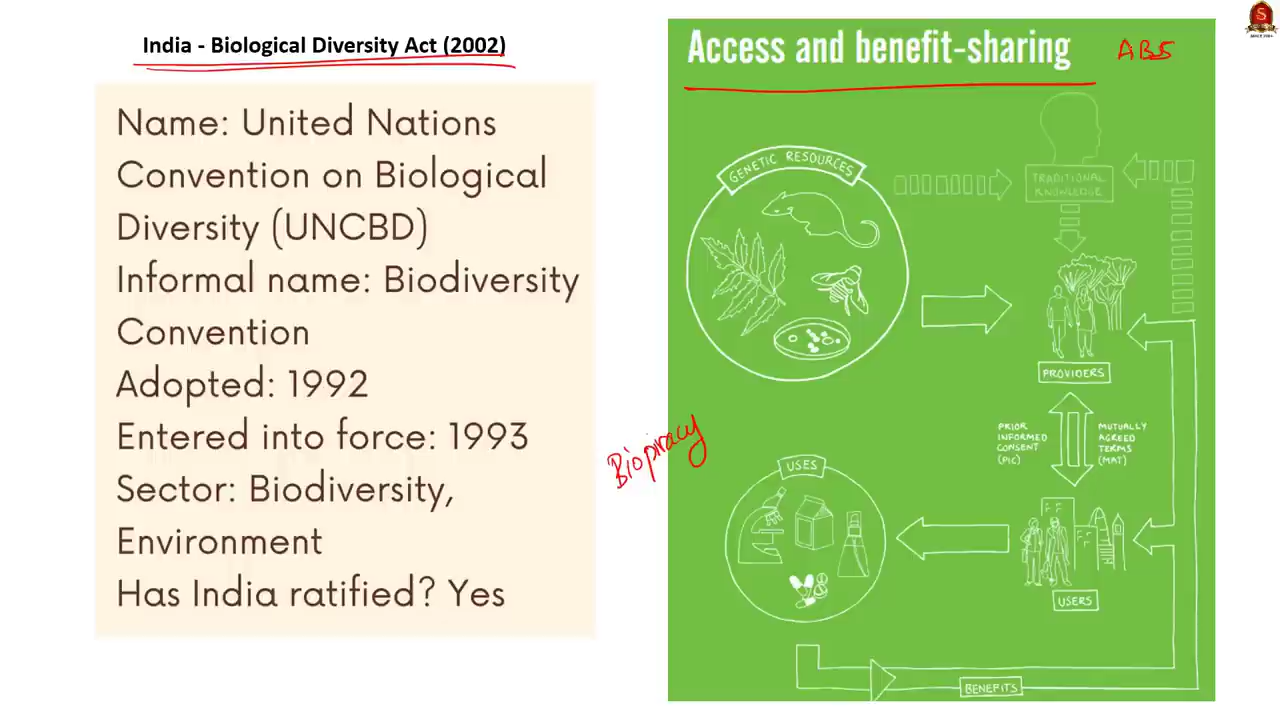 India - Biological Diversity Act (2002)
Name: United Nations
Convention on Biological
Diversity (UNCBD)
Informal name: Biodiversity
Convention
Adopted: 1992
Entered into force: 1993
Sector: Biodiversity,
Environment
Has India ratified? Yes
Biopiracy
Access and benefit-sharing
ABS
GENETIC RESOURCES
TRADITIONAL
KNOWLEDGE
PROVIDERS
PRIOR
INFORMED
CONSENT
(PIC)
MUTUALLY
AGREED
TERMS
(MAT)
USES
USERS
BENEFITS
S